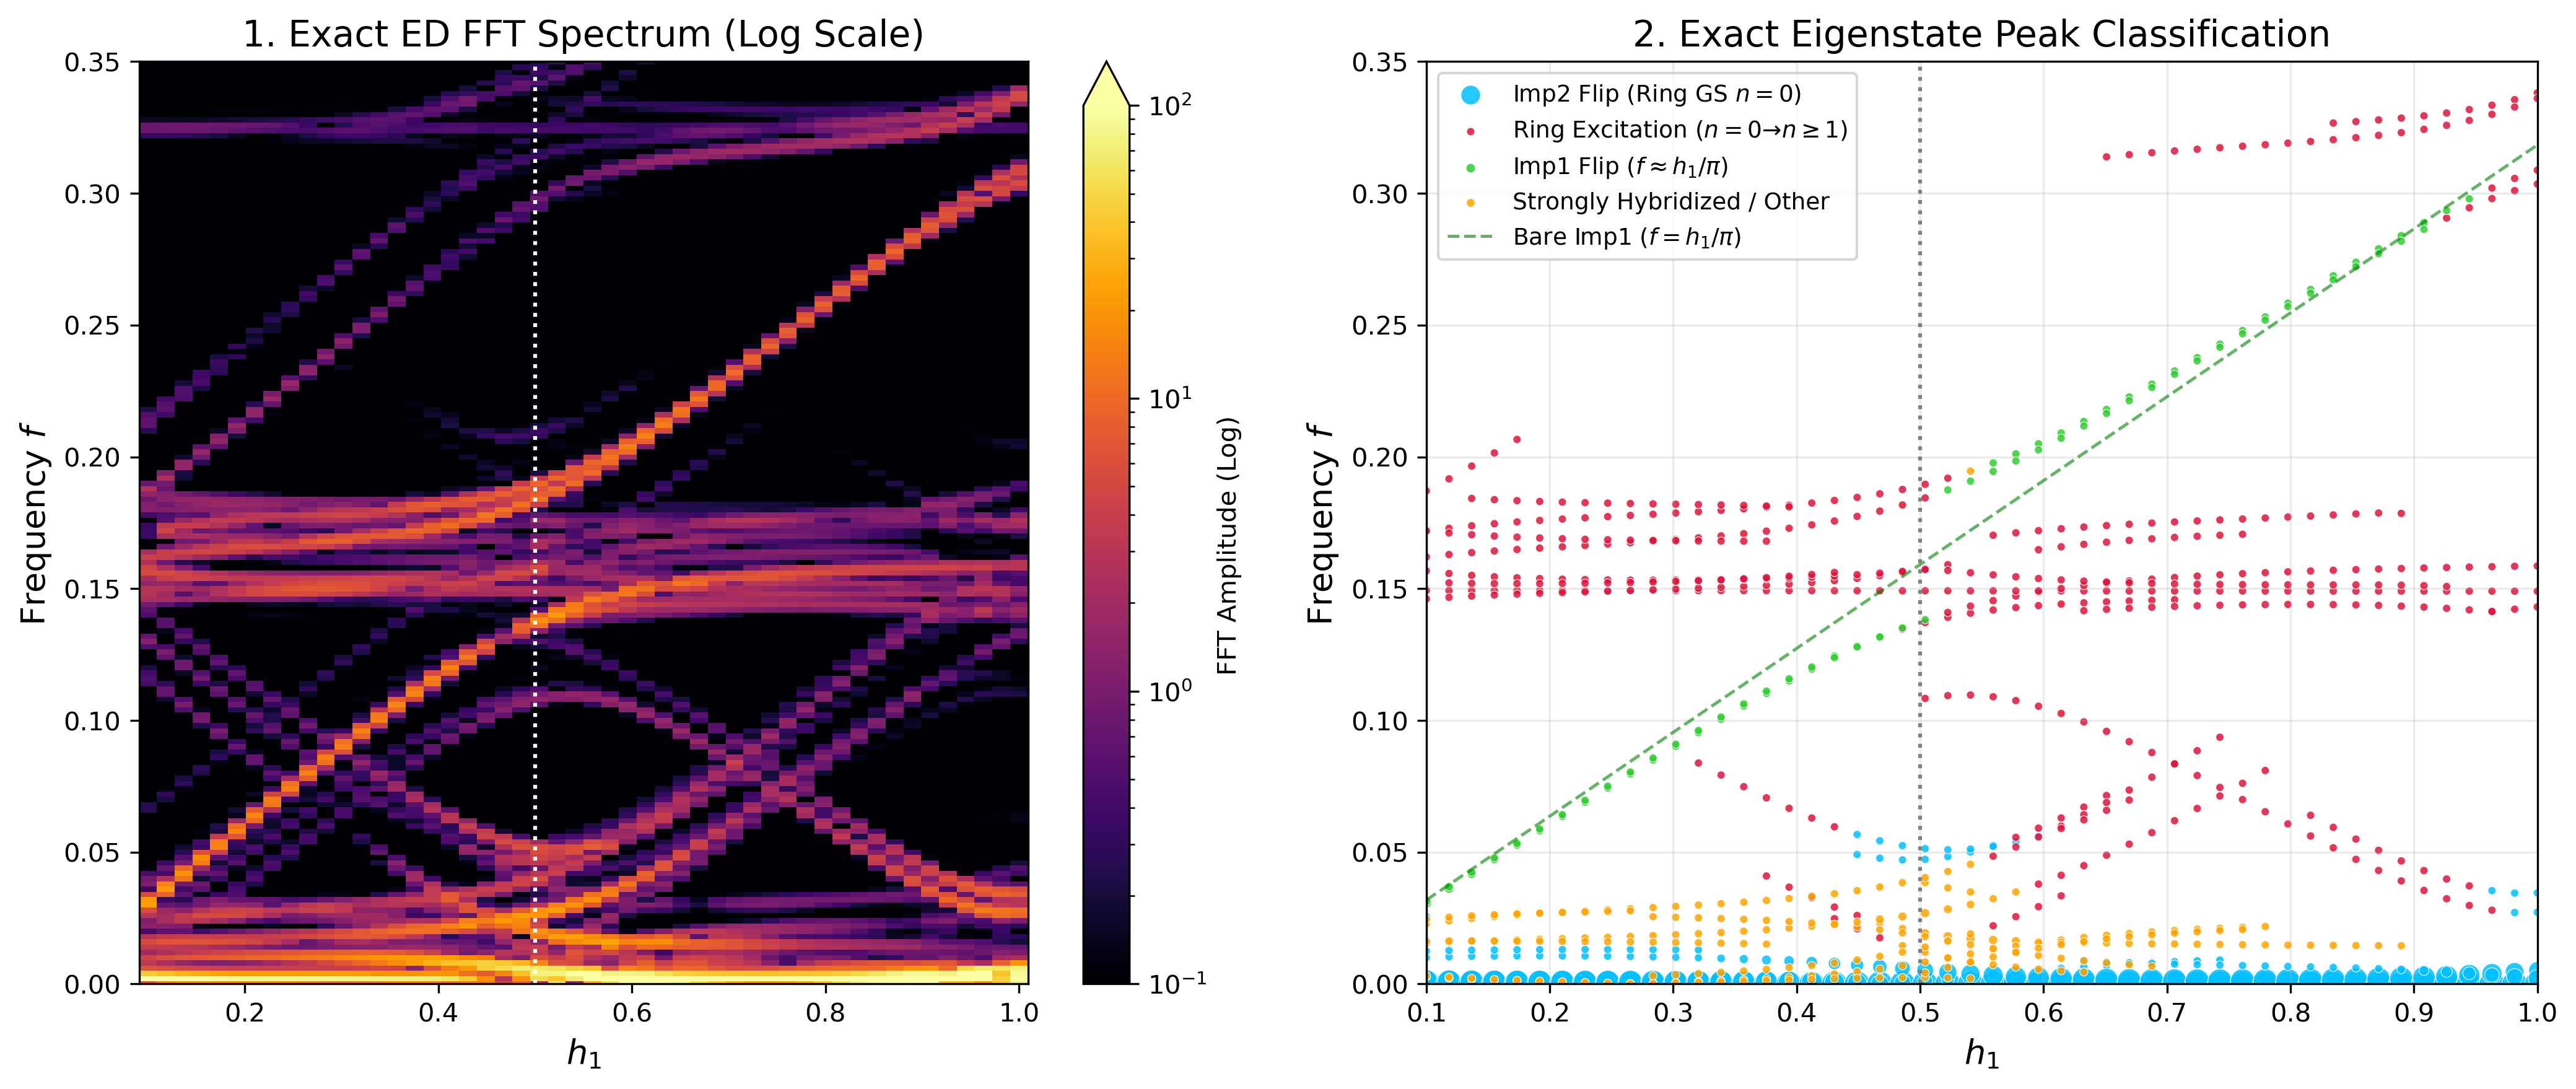 1. Exact ED FFT Spectrum (Log Scale)
Frequency f
0.35
0.30
0.25
0.20
0.15
0.10
0.05
0.00
0.2
0.4
0.6
0.8
1.0
h₁
10²
10¹
10⁰
10⁻¹
FFT Amplitude (Log)
2. Exact Eigenstate Peak Classification
Imp2 Flip (Ring GS n = 0)
Ring Excitation (n = 0→n ≥ 1)
Imp1 Flip (f ≈ h₁/π)
Strongly Hybridized / Other
Bare Imp1 (f = h₁/π)
Frequency f
0.35
0.30
0.25
0.20
0.15
0.10
0.05
0.00
0.1
0.2
0.3
0.4
0.5
0.6
0.7
0.8
0.9
1.0
h₁